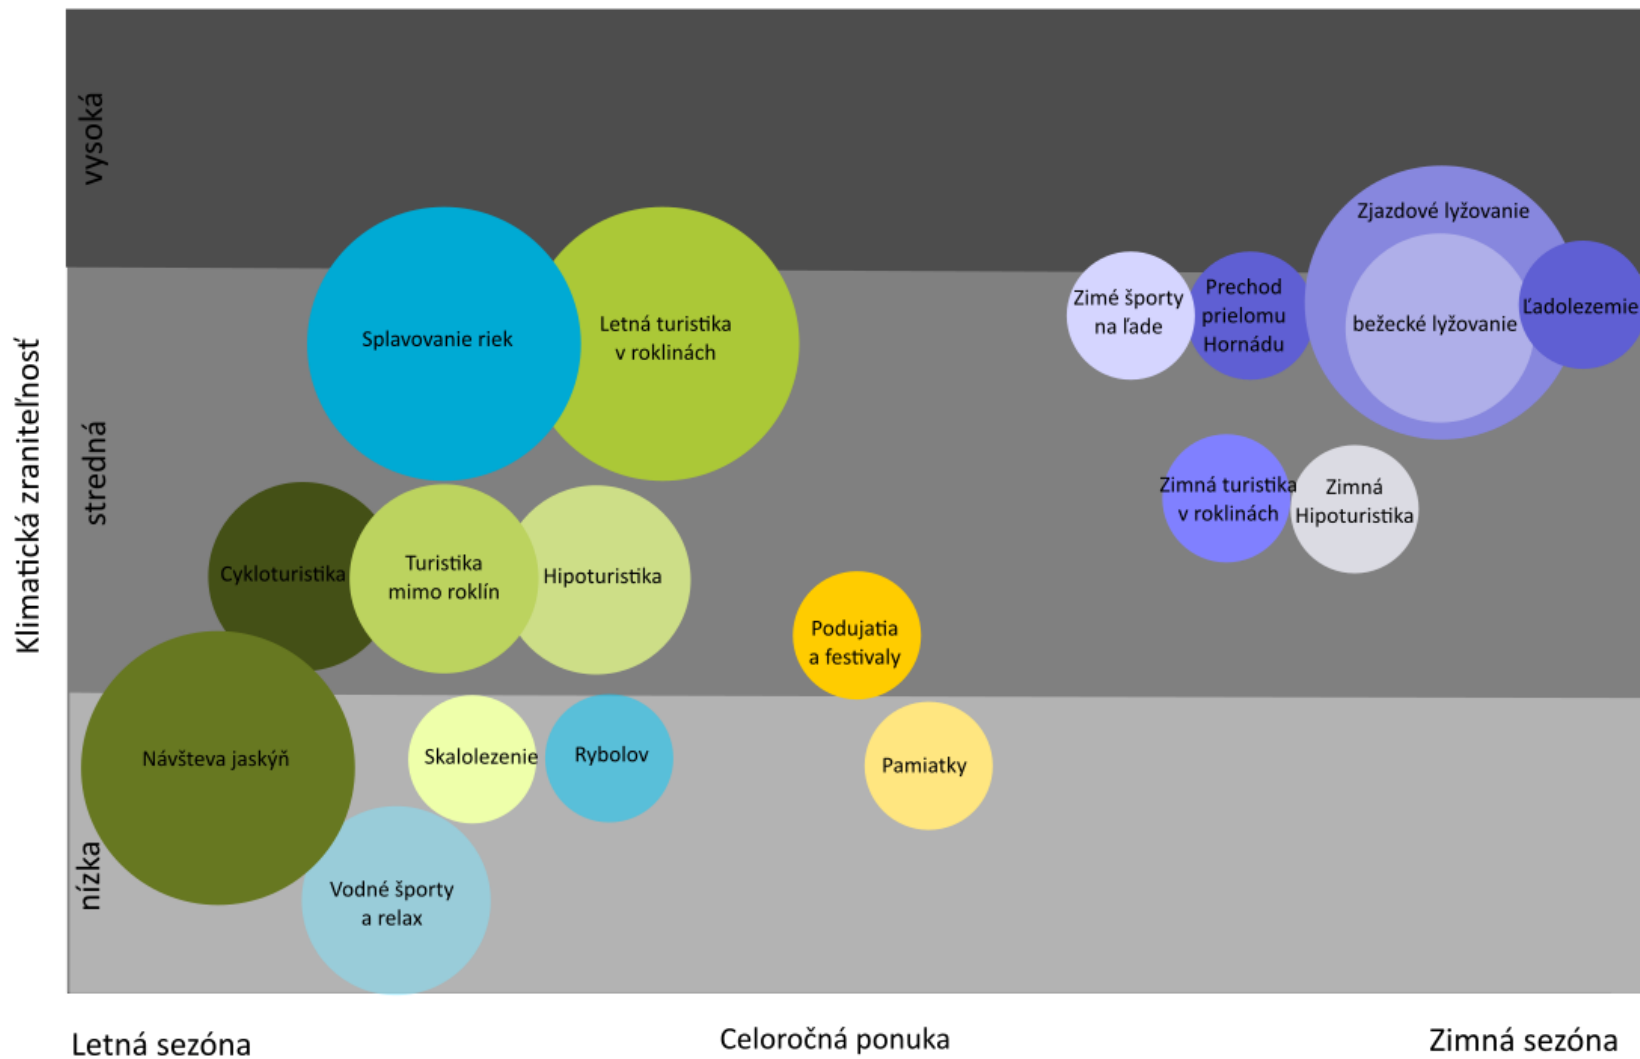 Klimatická zraniteľnosť
vysoká
stredná
nízka
Zjazdové lyžovanie
Zimé športy
na ľade
Prechod
prielomu
Hornádu
bežecké lyžovanie
Ľadolezemie
Splavovanie riek
Letná turistika
v roklinách
Zimná turistika
v roklinách
Zimná
Hipoturistika
Cykloturistika
Turistika
mimo roklín
Hipoturistika
Podujatia
a festivaly
Návšteva jaskýň
Skalolezenie
Rybolov
Pamiatky
Vodné športy
a relax
Letná sezóna
Celoročná ponuka
Zimná sezóna